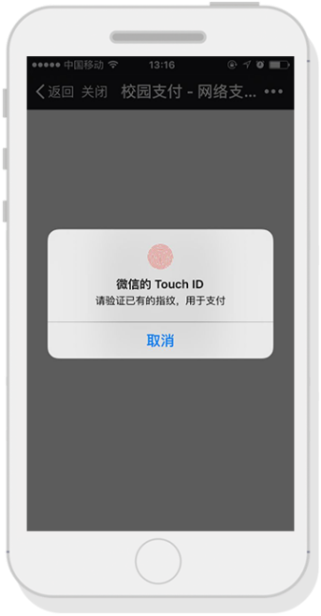 中国移动 13:16
返回 关闭 校园支付 - 网络支...
微信的 Touch ID
请验证已有的指纹，用于支付
取消